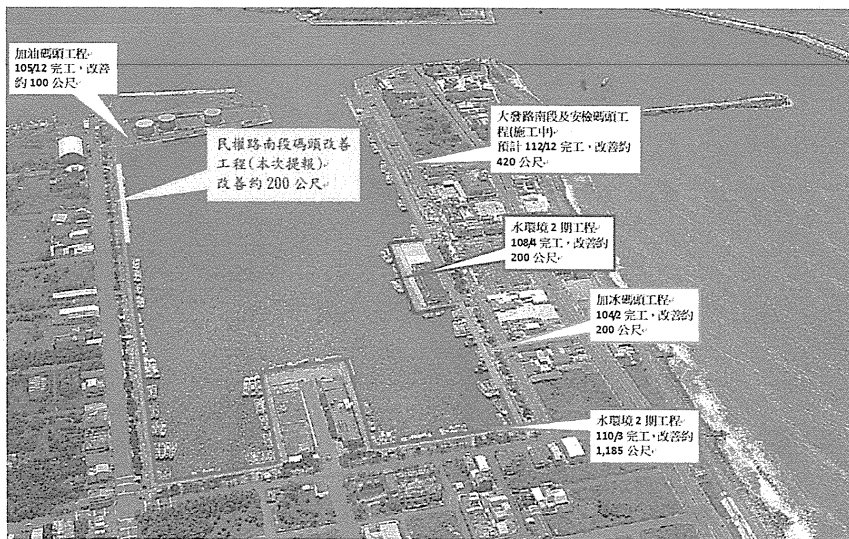 加油碼頭工程
105/12 完工，改善
約 100 公尺
民權路南段碼頭改善
工程(本次提報)
改善約 200 公尺
大發路南段及安檢碼頭工
程(施工中)
預計 112/12 完工，改善約
420 公尺
水環境 2 期工程
108/4 完工，改善約
200 公尺
加冰碼頭工程
104/2 完工，改善約
200 公尺
水環境 2 期工程
110/3 完工，改善約
1,185 公尺